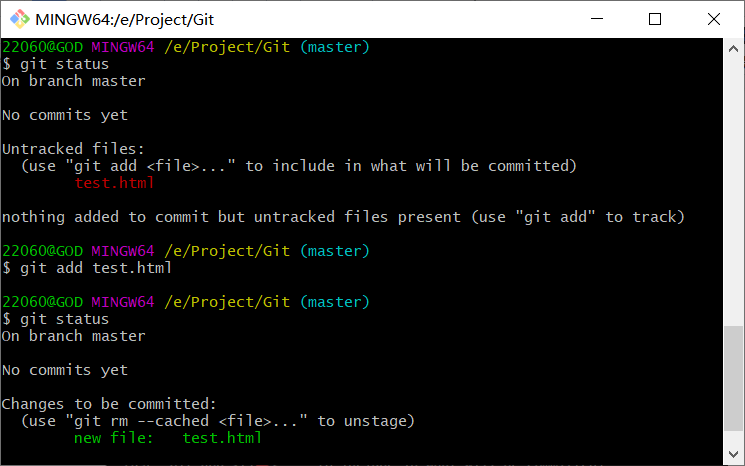 MINGW64:/e/Project/Git
22060@GOD MINGW64 /e/Project/Git (master)
$ git status
On branch master
No commits yet
Untracked files:
  (use "git add <file>..." to include in what will be committed)
        test.html
nothing added to commit but untracked files present (use "git add" to track)
22060@GOD MINGW64 /e/Project/Git (master)
$ git add test.html
22060@GOD MINGW64 /e/Project/Git (master)
$ git status
On branch master
No commits yet
Changes to be committed:
  (use "git rm --cached <file>..." to unstage)
        new file:   test.html